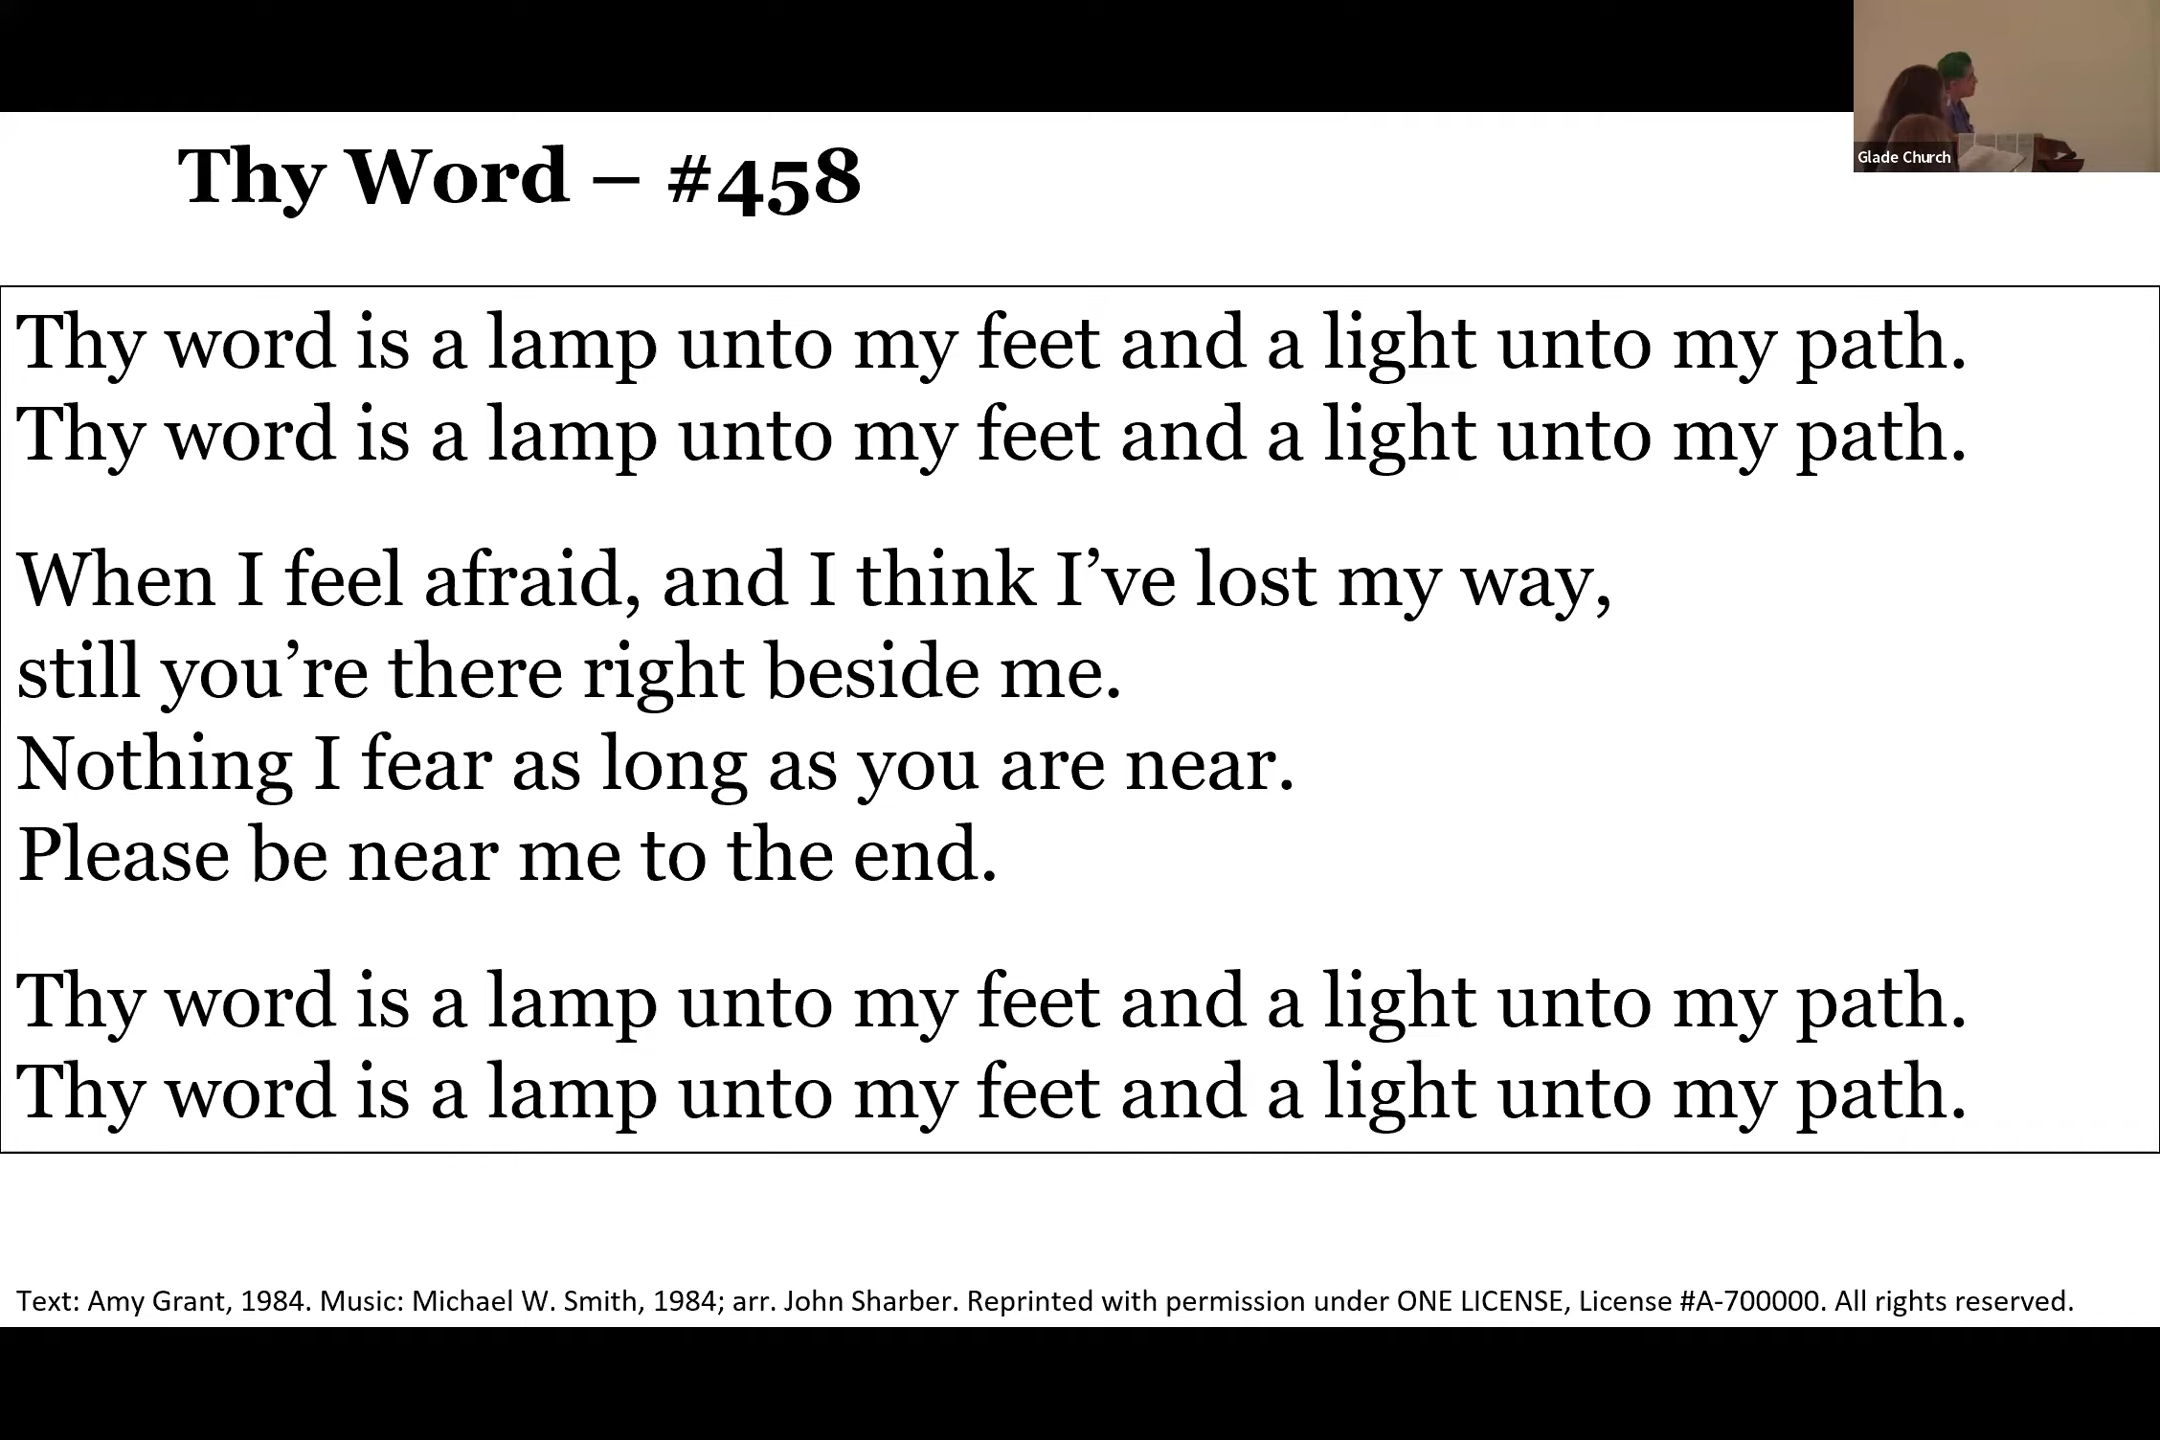 Thy Word – #458
Glade Church
Thy word is a lamp unto my feet and a light unto my path.
Thy word is a lamp unto my feet and a light unto my path.
When I feel afraid, and I think I’ve lost my way,
still you’re there right beside me.
Nothing I fear as long as you are near.
Please be near me to the end.
Thy word is a lamp unto my feet and a light unto my path.
Thy word is a lamp unto my feet and a light unto my path.
Text: Amy Grant, 1984. Music: Michael W. Smith, 1984; arr. John Sharber. Reprinted with permission under ONE LICENSE, License #A-700000. All rights reserved.